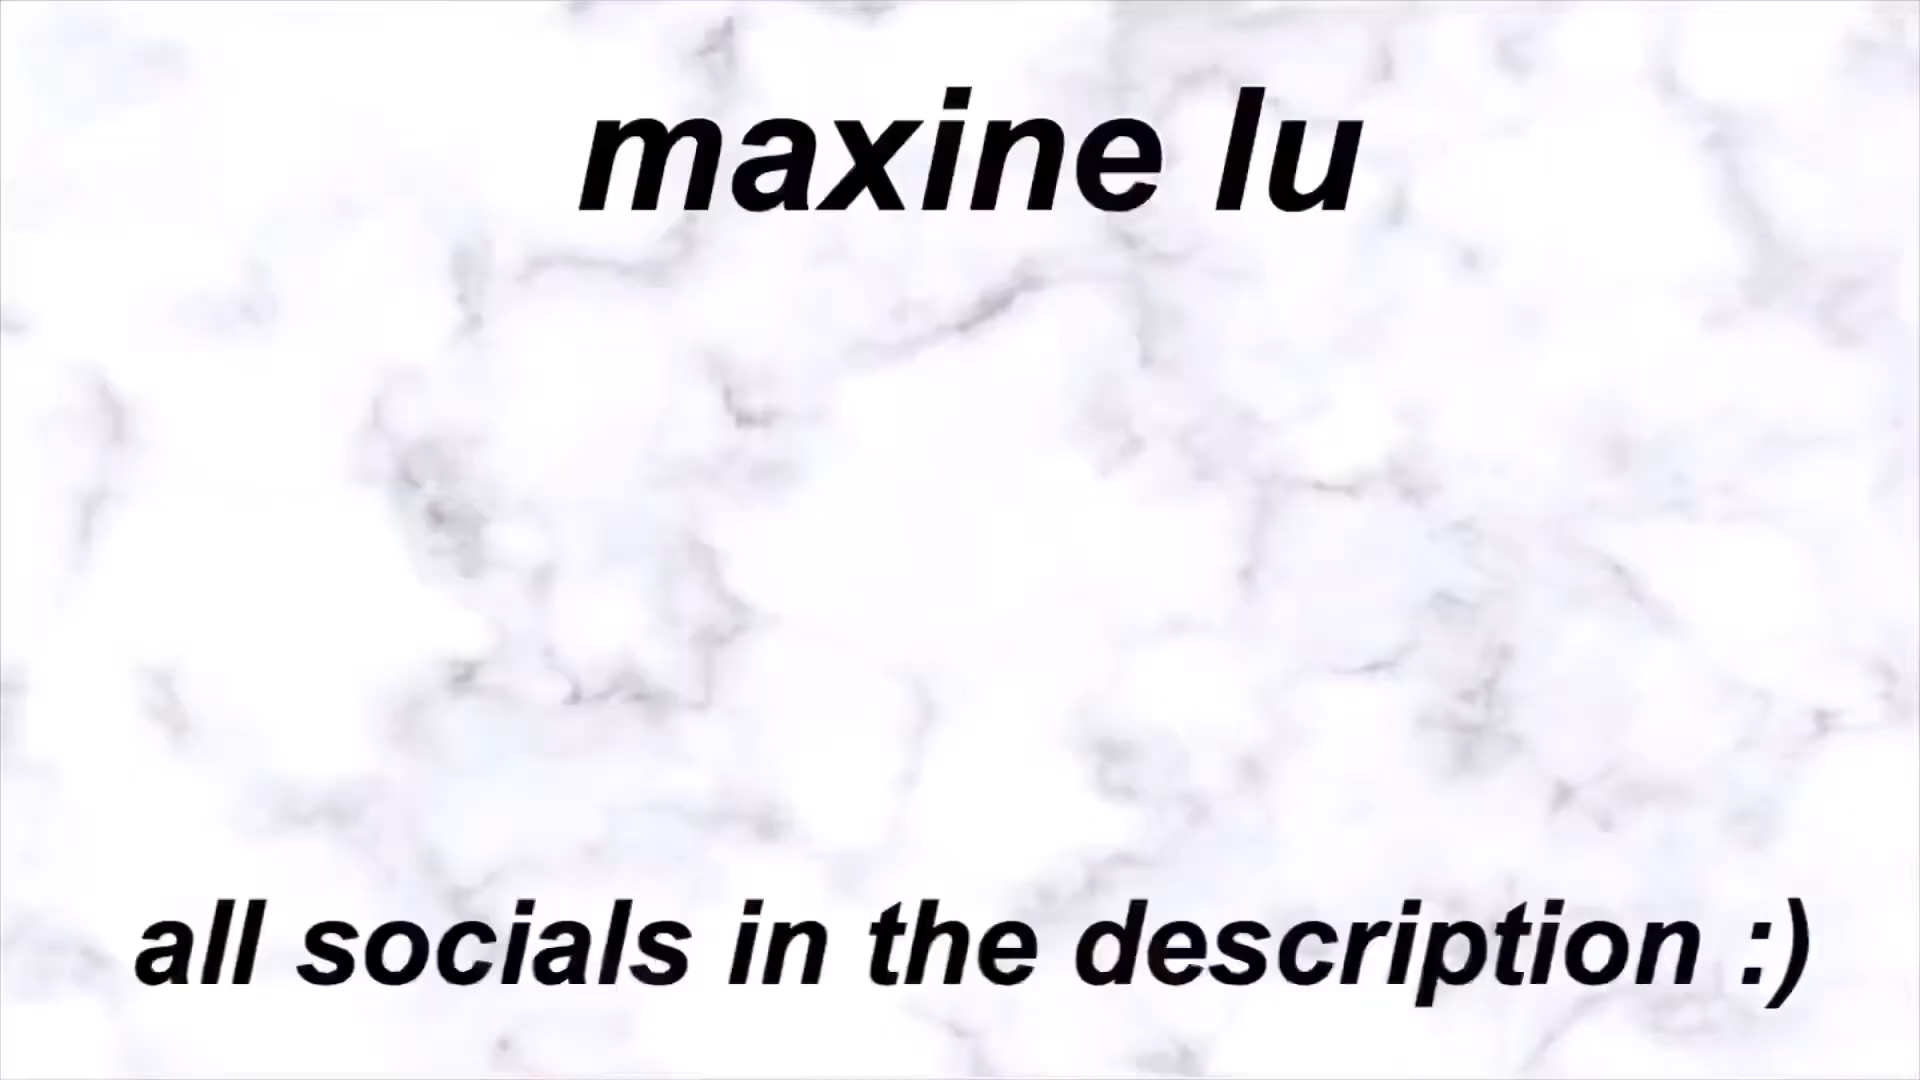 maxine lu
all socials in the description :)